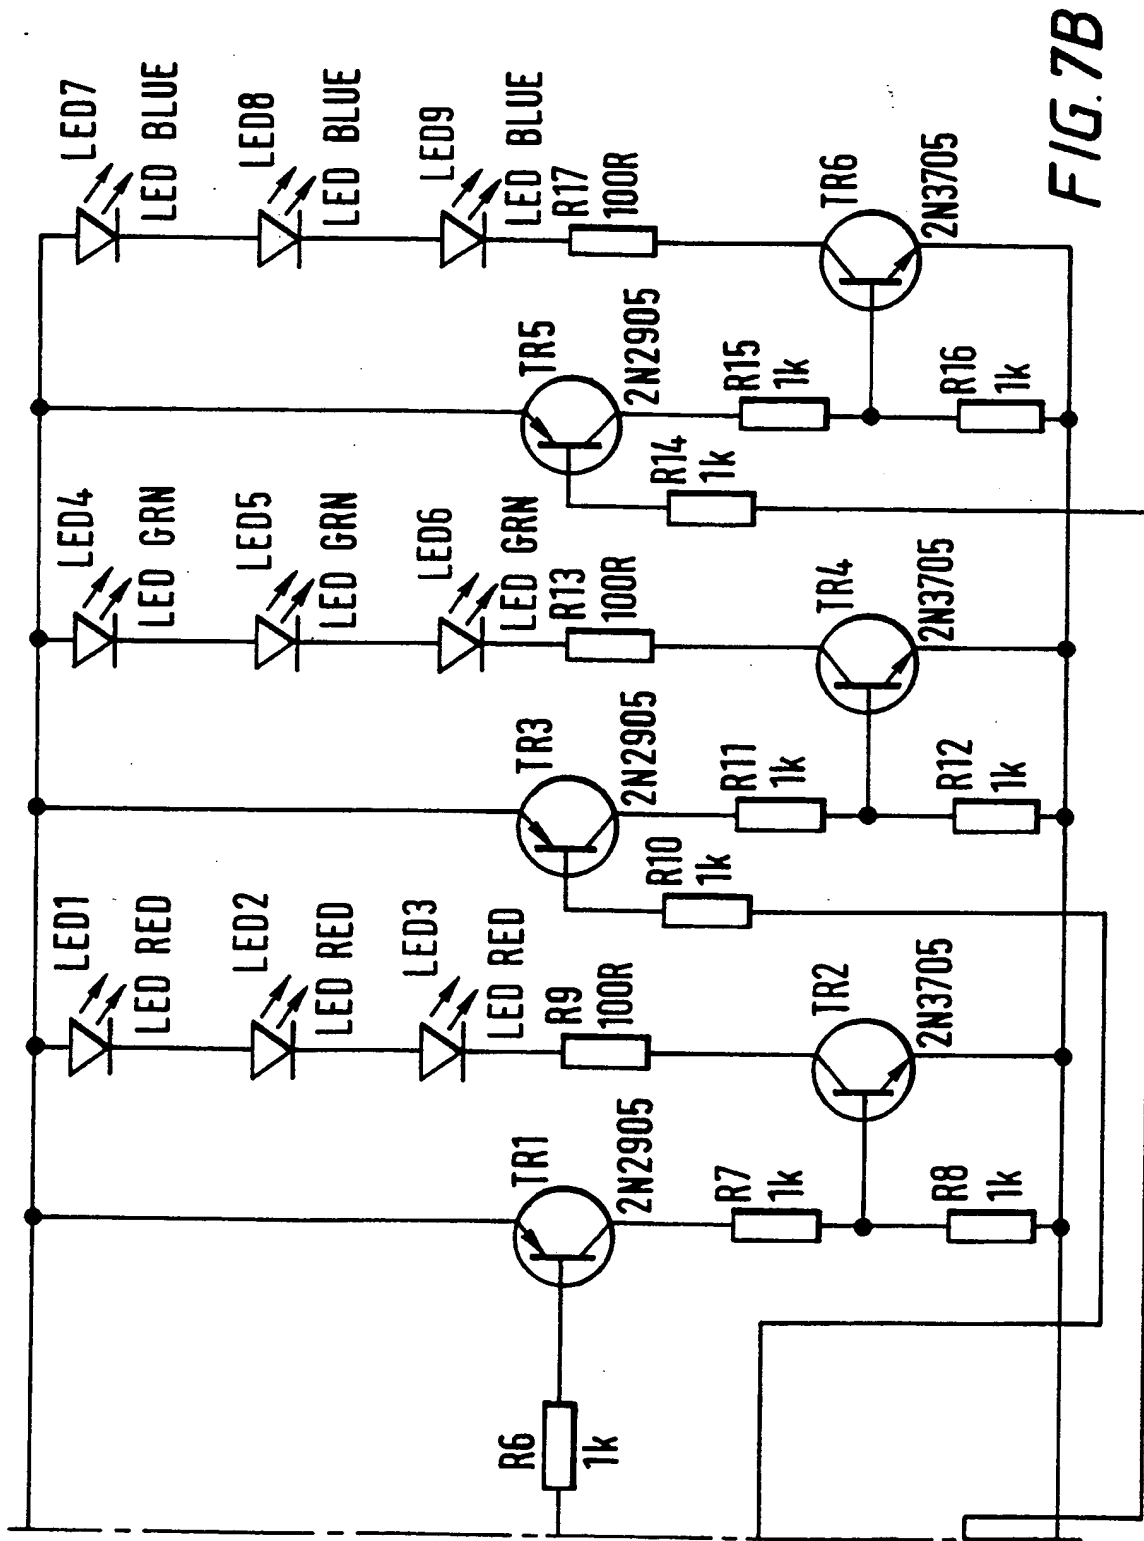 LED1
LED RED
LED2
LED RED
LED3
LED RED
R9
100R
TR1
2N2905
R6
1k
R7
1k
R8
1k
TR2
2N3705
LED4
LED GRN
LED5
LED GRN
LED6
LED GRN
R13
100R
TR3
2N2905
R10
1k
R11
1k
R12
1k
TR4
2N3705
LED7
LED BLUE
LED8
LED BLUE
LED9
LED BLUE
R17
100R
TR5
2N2905
R14
1k
R15
1k
R16
1k
TR6
2N3705
FIG. 7B